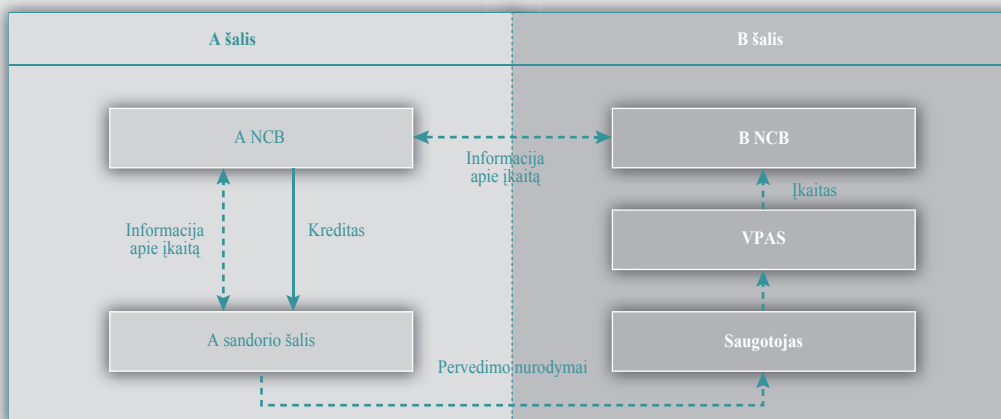 A šalis
B šalis
A NCB
B NCB
Informacija
apie įkaitą
Įkaitas
Informacija
apie įkaitą
Kreditas
VPAS
A sandorio šalis
Saugotojas
Pervedimo nurodymai